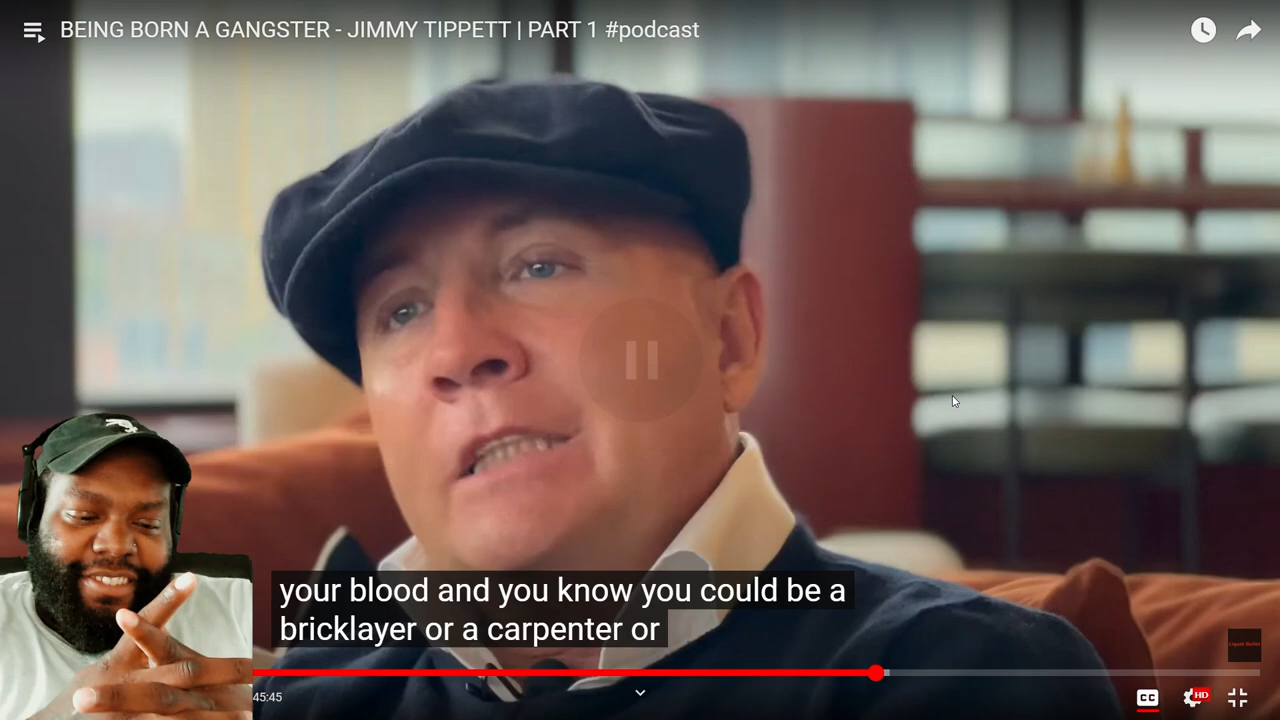 BEING BORN A GANGSTER - JIMMY TIPPETT | PART 1 #podcast
your blood and you know you could be a
bricklayer or a carpenter or
45:45
CC
HD